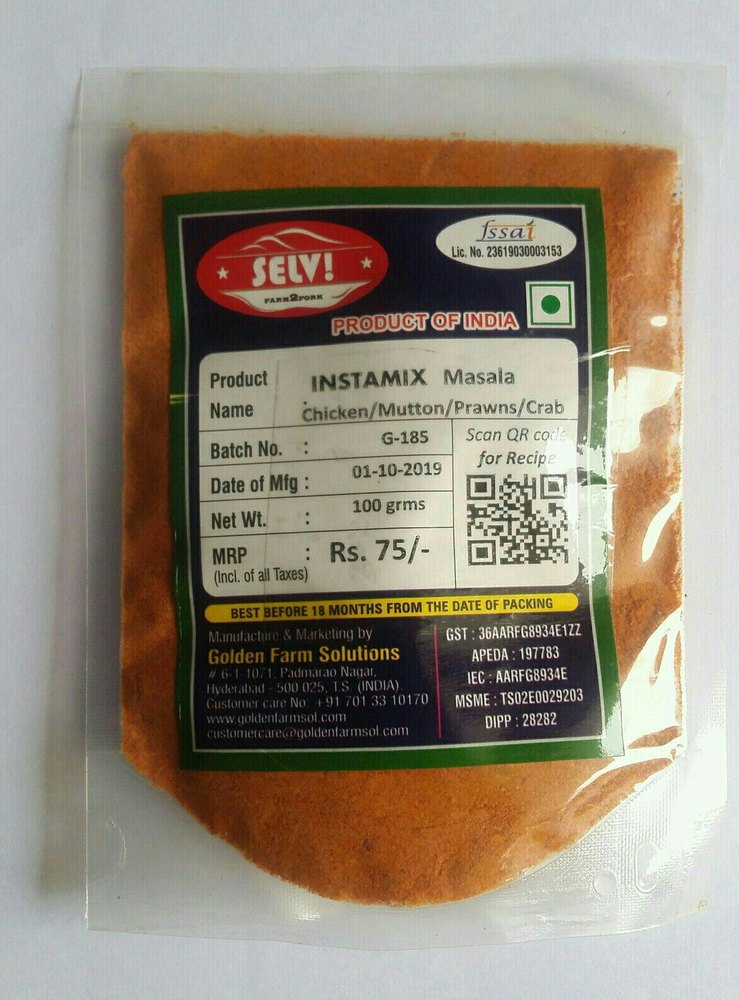 SELV!
FARM2FORK
fssai
Lic. No. 23619030003153
PRODUCT OF INDIA
Product Name : INSTAMIX Masala
Chicken/Mutton/Prawns/Crab
Batch No. : G-185
Date of Mfg : 01-10-2019
Net Wt. : 100 grms
MRP : Rs. 75/-
(Incl. of all Taxes)
Scan QR code
for Recipe
BEST BEFORE 18 MONTHS FROM THE DATE OF PACKING
Manufacture & Marketing by
Golden Farm Solutions
# 6-1-1071, Padmarao Nagar,
Hyderabad - 500 025, T.S. (INDIA).
Customer care No: +91 701 33 10170
www.goldenfarmsol.com
customercare@goldenfarmsol.com
GST : 36AARFG8934E1ZZ
APEDA : 197783
IEC : AARFG8934E
MSME : TS02E0029203
DIPP : 28282